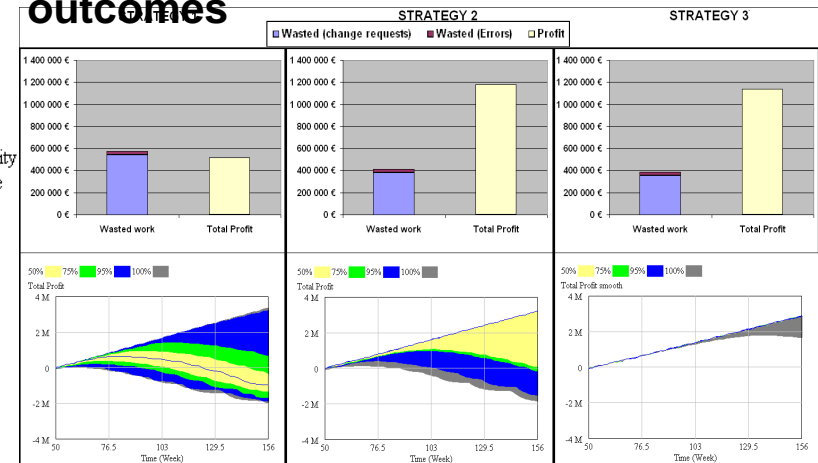 outcomes
STRATEGY 1
STRATEGY 2
STRATEGY 3
Wasted (change requests) Wasted (Errors) Profit
1 400 000 €
1 200 000 €
1 000 000 €
800 000 €
600 000 €
400 000 €
200 000 €
0 €
Wasted work Total Profit
1 400 000 €
1 200 000 €
1 000 000 €
800 000 €
600 000 €
400 000 €
200 000 €
0 €
Wasted work Total Profit
1 400 000 €
1 200 000 €
1 000 000 €
800 000 €
600 000 €
400 000 €
200 000 €
0 €
Wasted work Total Profit
ity
e
50% 75% 95% 100%
Total Profit
4 M
2 M
0
-2 M
-4 M
50 76.5 103 129.5 156
Time (Week)
50% 75% 95% 100%
Total Profit
4 M
2 M
0
-2 M
-4 M
50 76.5 103 129.5 156
Time (Week)
50% 75% 95% 100%
Total Profit smooth
4 M
2 M
0
-2 M
-4 M
50 76.5 103 129.5 156
Time (Week)